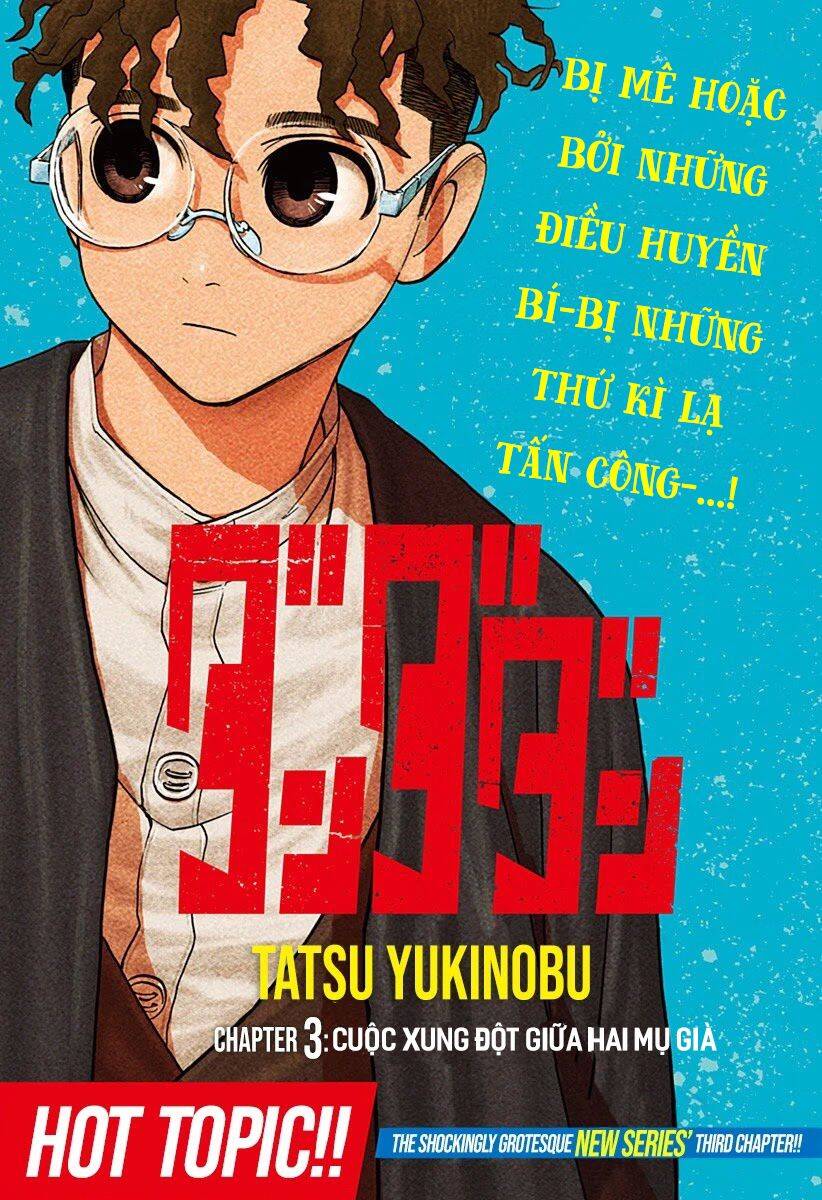 BỊ MÊ HOẶC
BỞI NHỮNG
ĐIỀU HUYỀN
BÍ-BỊ NHỮNG
THỨ KÌ LẠ
TẤN CÔNG-...!
ダンダダン
TATSU YUKINOBU
CHAPTER 3: CUỘC XUNG ĐỘT GIỮA HAI MỤ GIÀ
HOT TOPIC!!
THE SHOCKINGLY GROTESQUE NEW SERIES' THIRD CHAPTER!!